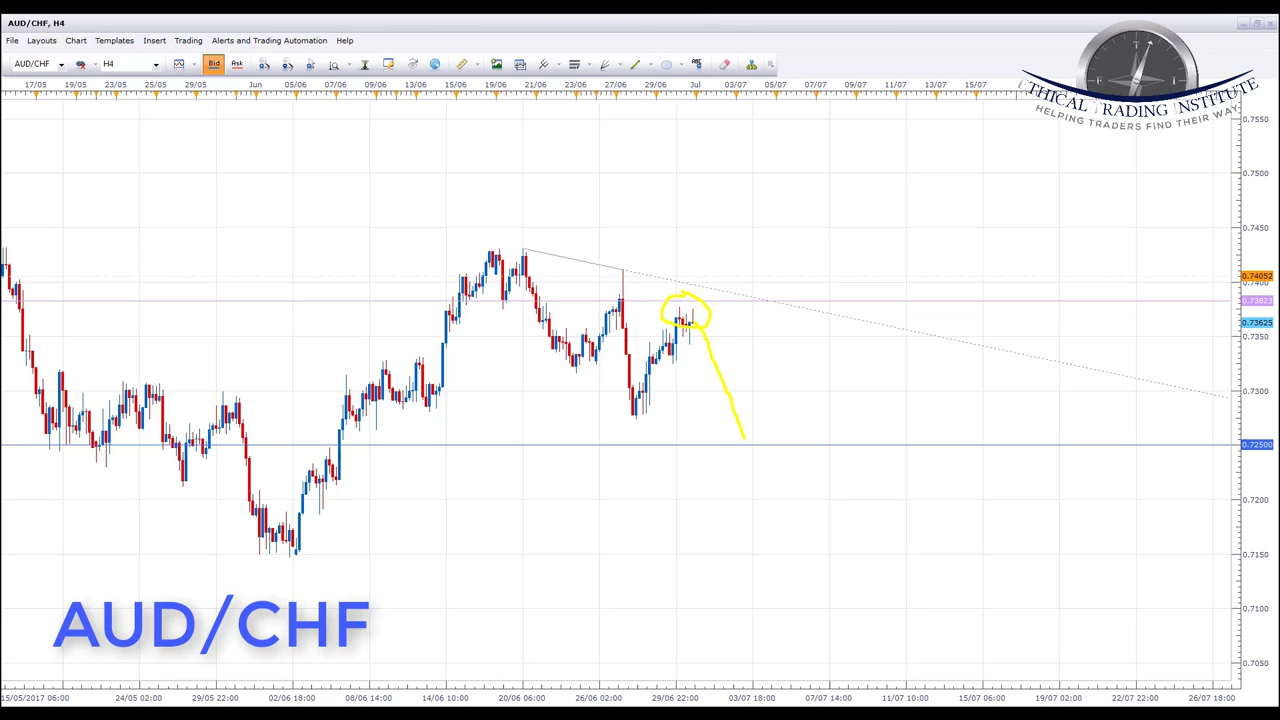 AUD/CHF, H4
File Layouts Chart Templates Insert Trading Alerts and Trading Automation Help
AUD/CHF H4 Bid Ask ABC
17/05 19/05 23/05 25/05 29/05 Jun 05/06 07/06 09/06 13/06 15/06 19/06 21/06 23/06 27/06 29/06 Jul 03/07 05/07 07/07 11/07 13/07 15/07
ETHICAL TRADING INSTITUTE
HELPING TRADERS FIND THEIR WAY
0.7550
0.7500
0.7450
0.74052
0.7400
0.73823
0.73625
0.7350
0.7300
0.72500
0.7200
0.7150
0.7100
0.7050
AUD/CHF
15/05/2017 06:00 24/05 02:00 29/05 22:00 02/06 18:00 08/06 14:00 14/06 10:00 20/06 06:00 26/06 02:00 29/06 22:00 03/07 18:00 07/07 14:00 11/07 10:00 13/07 06:00 19/07 02:00 22/07 22:00 26/07 18:00